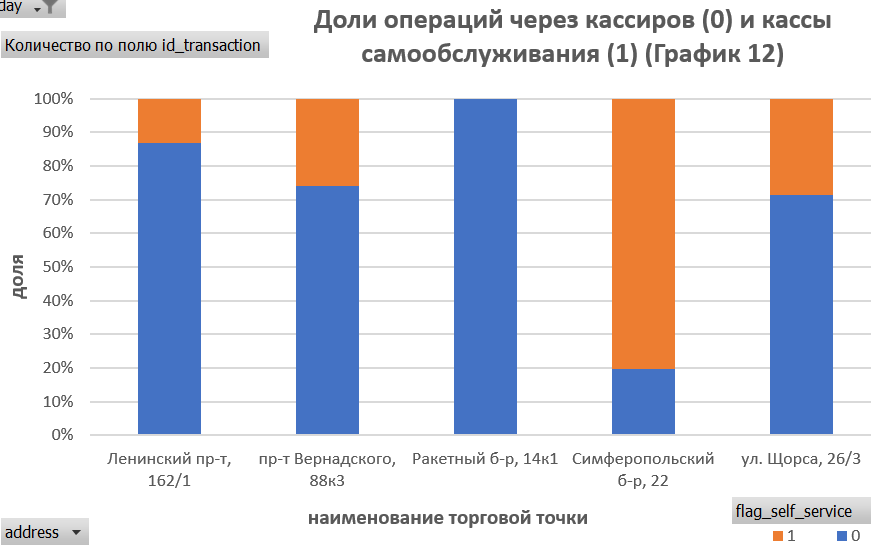 day
Количество по полю id_transaction
Доли операций через кассиров (0) и кассы
самообслуживания (1) (График 12)
доля
100%
90%
80%
70%
60%
50%
40%
30%
20%
10%
0%
Ленинский пр-т,
162/1
пр-т Вернадского,
88к3
Ракетный б-р, 14к1
Симферопольский
б-р, 22
ул. Щорса, 26/3
наименование торговой точки
address
flag_self_service
1
0